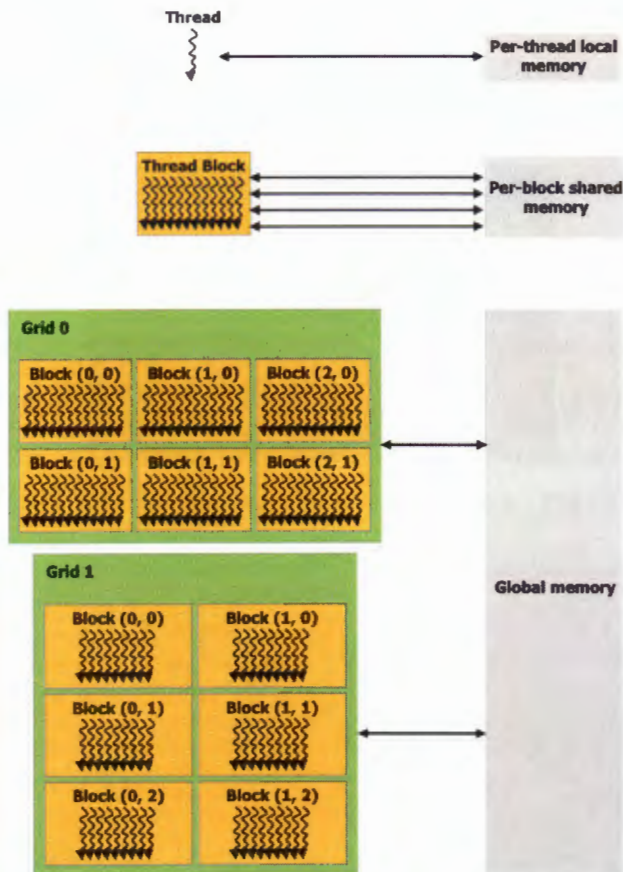 Thread
Per-thread local
memory
Thread Block
Per-block shared
memory
Grid 0
Block (0, 0)
Block (1, 0)
Block (2, 0)
Block (0, 1)
Block (1, 1)
Block (2, 1)
Global memory
Grid 1
Block (0, 0)
Block (1, 0)
Block (0, 1)
Block (1, 1)
Block (0, 2)
Block (1, 2)